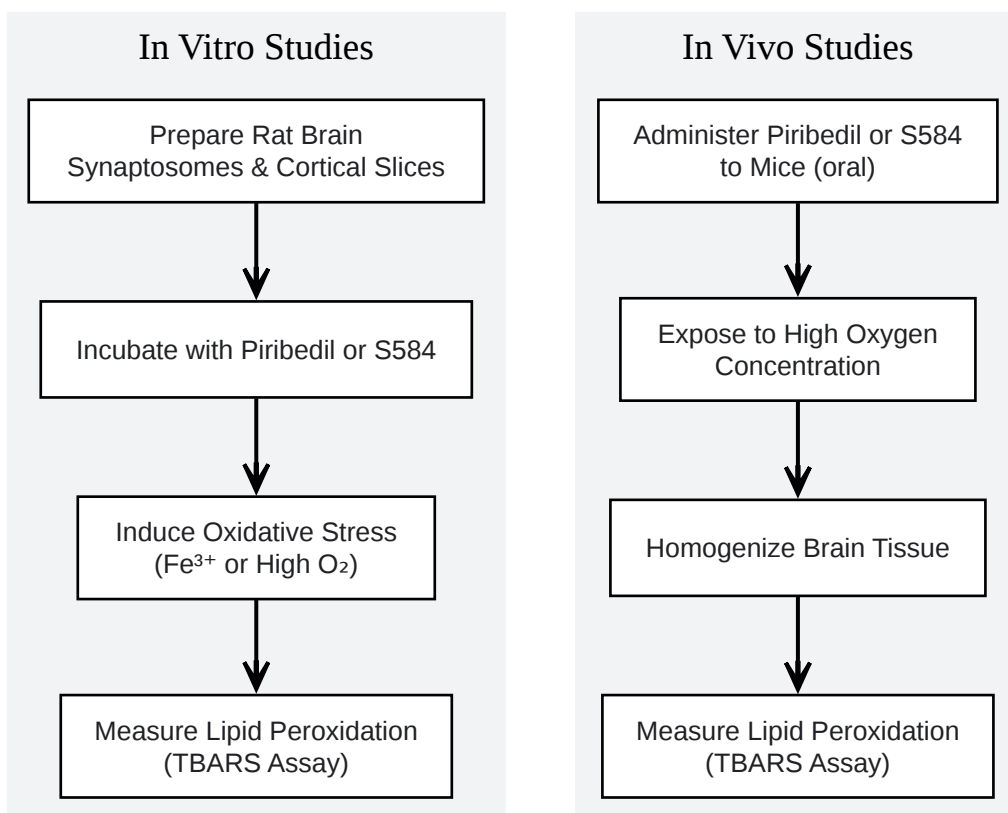 In Vitro Studies
Prepare Rat Brain
Synaptosomes & Cortical Slices
Incubate with Piribedil or S584
Induce Oxidative Stress
(Fe³⁺ or High O₂)
Measure Lipid Peroxidation
(TBARS Assay)
In Vivo Studies
Administer Piribedil or S584
to Mice (oral)
Expose to High Oxygen
Concentration
Homogenize Brain Tissue
Measure Lipid Peroxidation
(TBARS Assay)